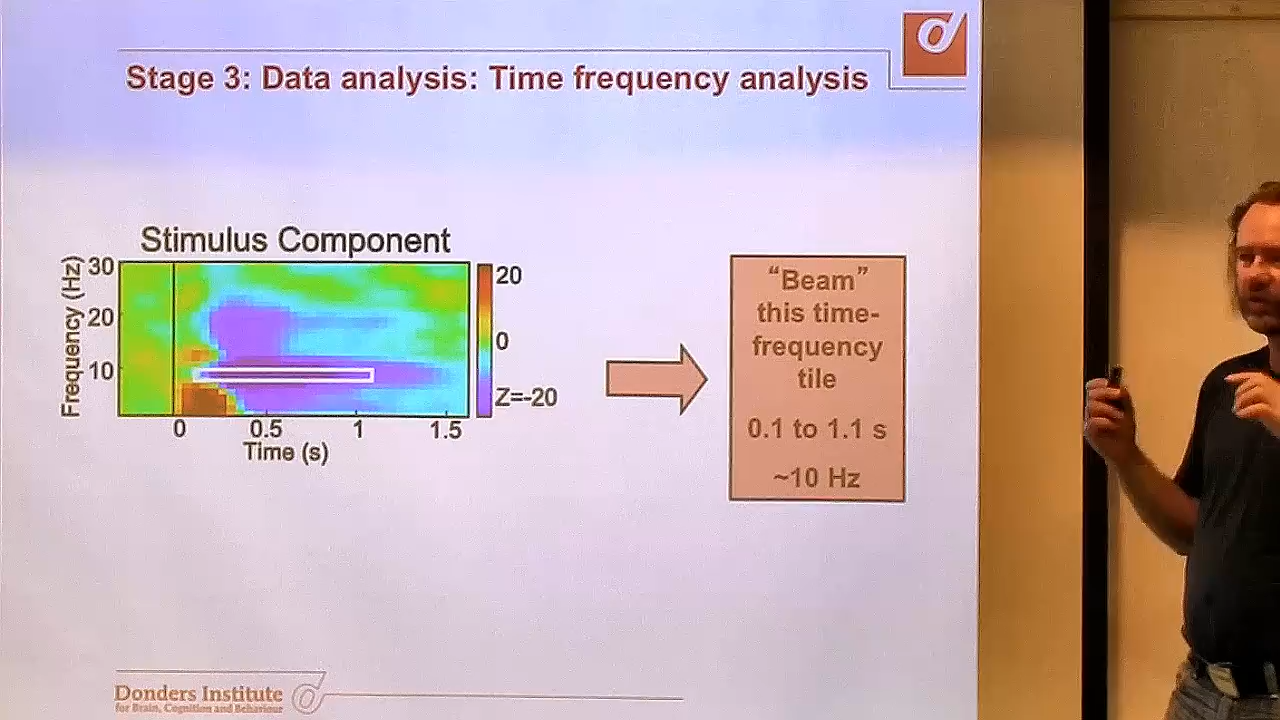 Stage 3: Data analysis: Time frequency analysis
Stimulus Component
Frequency (Hz)
30
20
10
0
0.5
1
1.5
Time (s)
20
0
Z=-20
“Beam”
this time-
frequency
tile
0.1 to 1.1 s
~10 Hz
Donders Institute
for Brain, Cognition and Behaviour